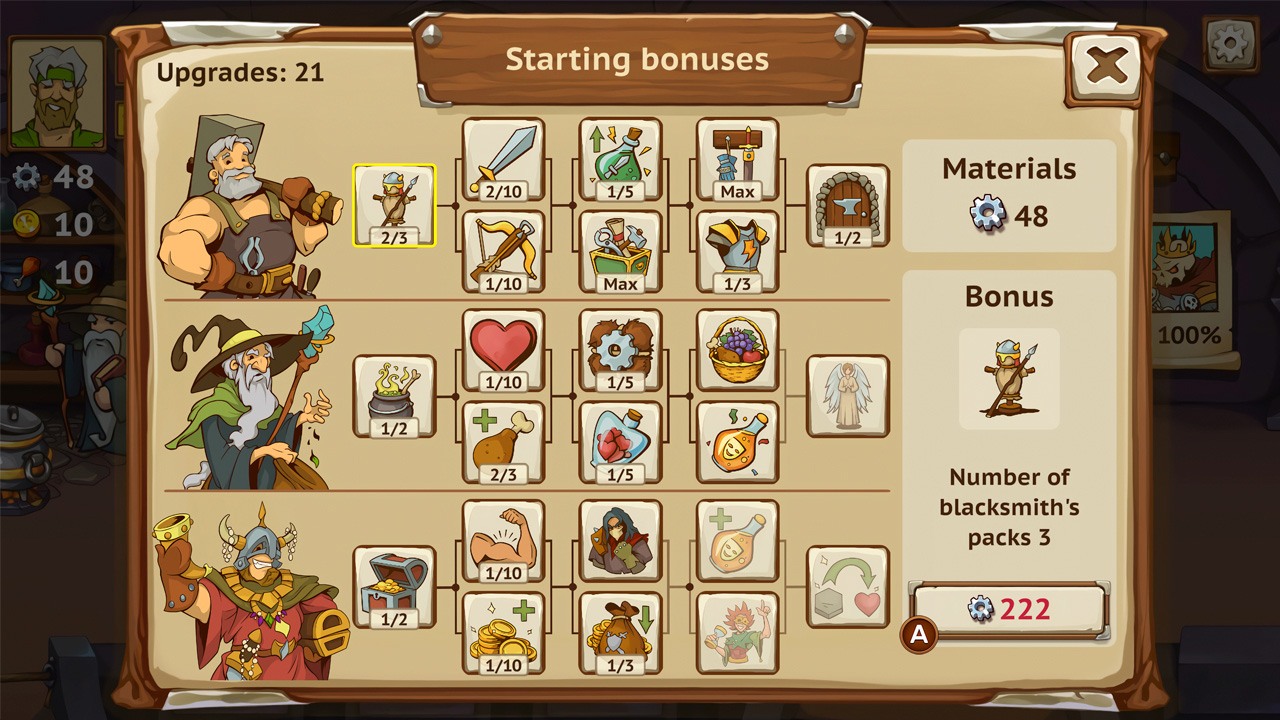 Starting bonuses
Upgrades: 21
48
10
10
2/3
2/10
1/5
Max
1/10
Max
1/3
1/2
1/2
1/10
1/5
2/3
1/5
1/2
1/10
1/10
1/3
Materials
48
Bonus
Number of
blacksmith's
packs 3
222
A
100%